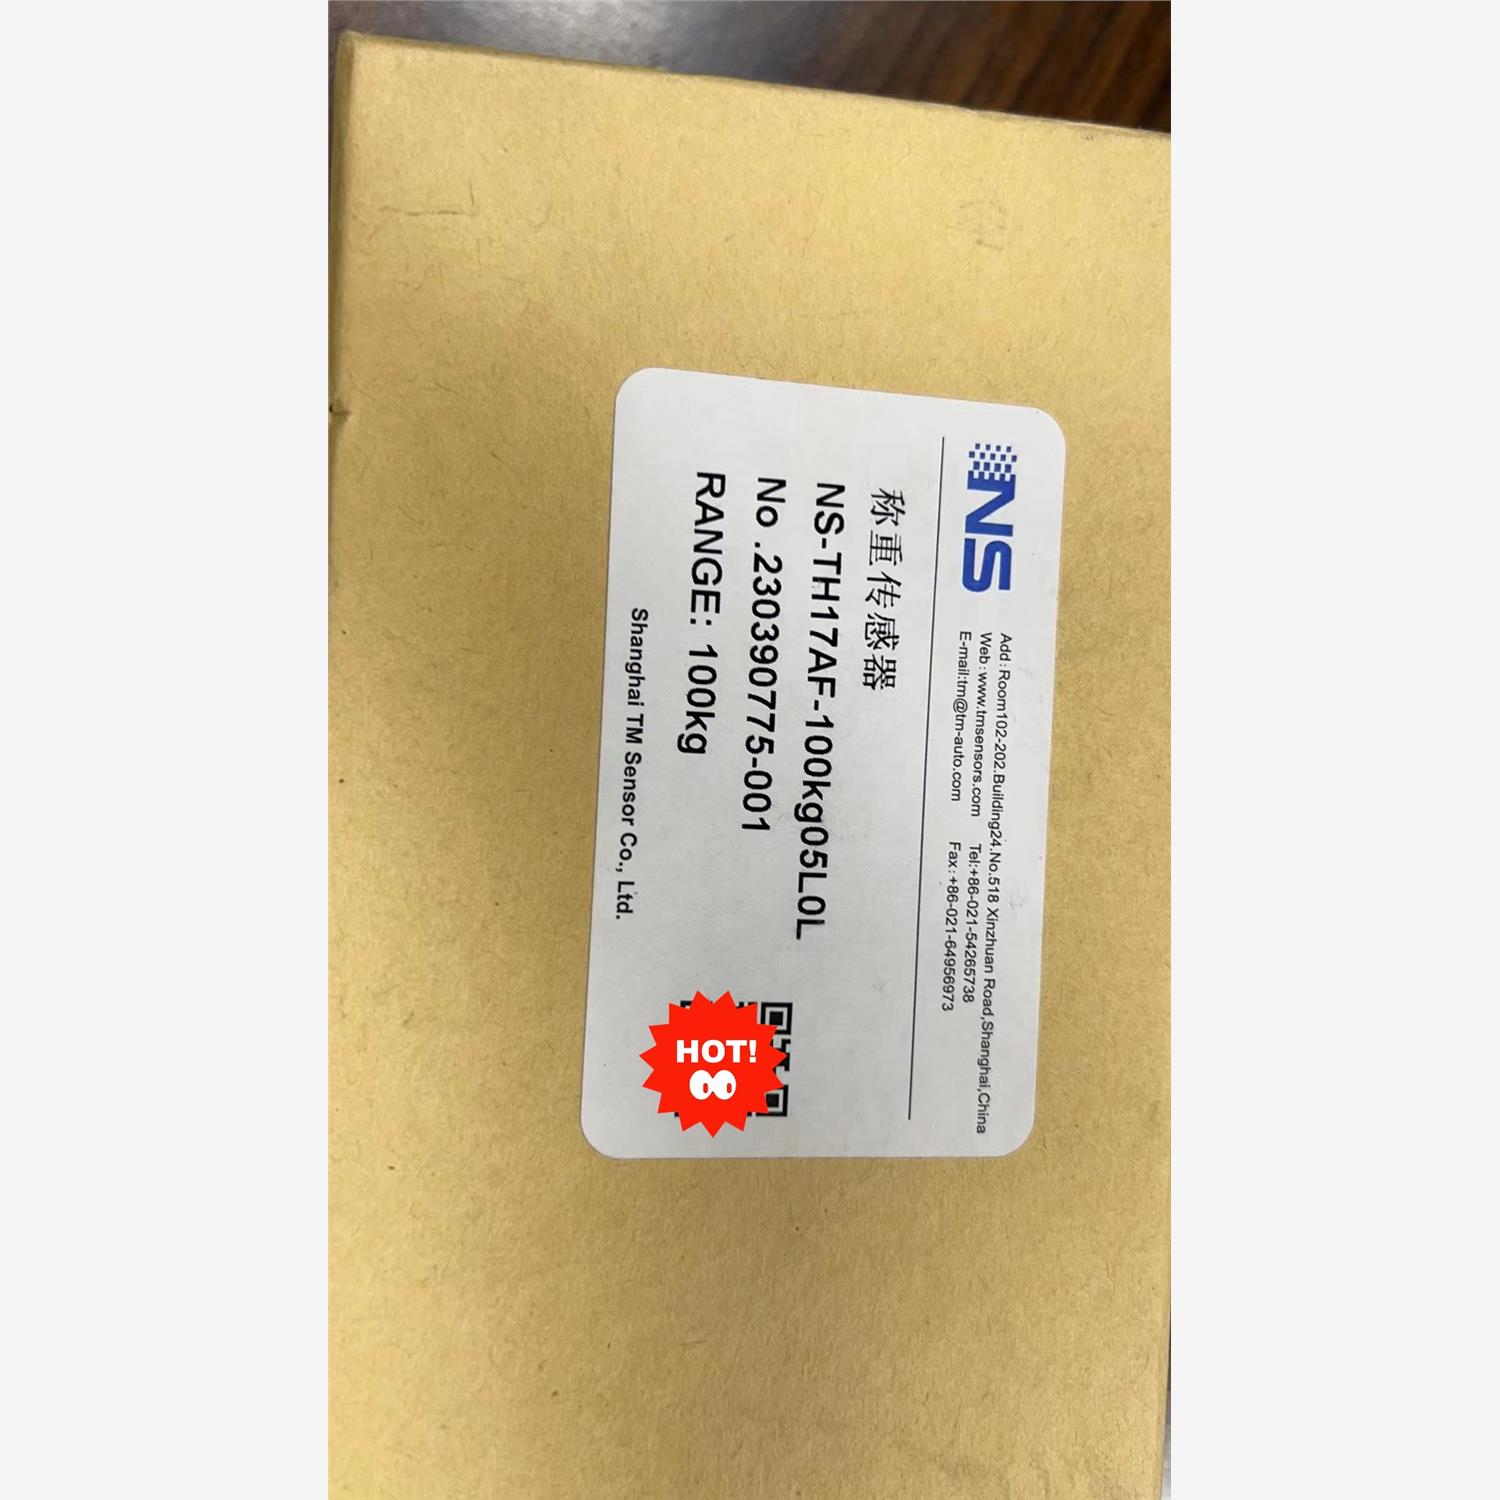 NS
Add:Room102-202.Building24.No.518 Xinzhuan Road,Shanghai,China
Web:www.tmsensors.com Tel:+86-021-54265738
E-mail:tm@tm-auto.com Fax:+86-021-64956973
称重传感器
NS-TH17AF-100kg05L0L
No.230390775-001
RANGE: 100kg
Shanghai TM Sensor Co., Ltd.
HOT!